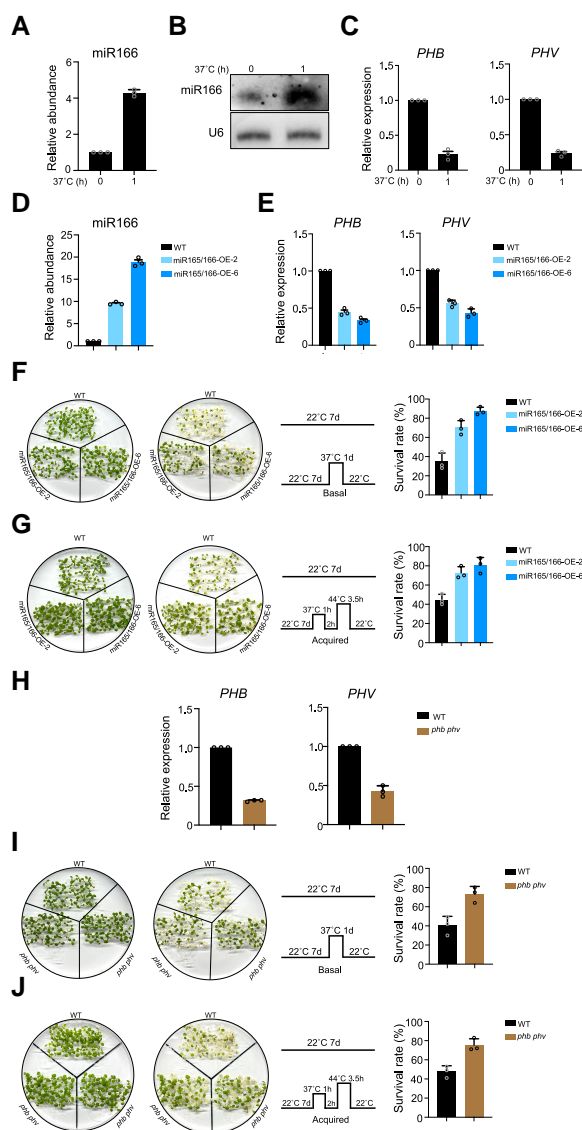 A
miR166
Relative abundance
6
4
2
0
37˚C (h)
0
1
B
37˚C (h)
0
1
miR166
U6
C
PHB
PHV
Relative expression
1.5
1.0
0.5
0
1.5
1.0
0.5
0
37˚C (h)
0
1
0
1
D
miR166
Relative abundance
25
20
15
10
5
0
WT
miR165/166-OE-2
miR165/166-OE-6
E
PHB
PHV
Relative expression
1.5
1.0
0.5
0
1.5
1.0
0.5
0
WT
miR165/166-OE-2
miR165/166-OE-6
F
WT
miR165/166-OE-2
miR165/166-OE-6
WT
miR165/166-OE-2
miR165/166-OE-6
22˚C 7d
37˚C 1d
22˚C 7d
22˚C
Basal
Survival rate (%)
100
80
60
40
20
0
WT
miR165/166-OE-2
miR165/166-OE-6
G
WT
miR165/166-OE-2
miR165/166-OE-6
WT
miR165/166-OE-2
miR165/166-OE-6
22˚C 7d
44˚C 3.5h
37˚C 1h
22˚C 7d
2h
22˚C
Acquired
Survival rate (%)
100
80
60
40
20
0
WT
miR165/166-OE-2
miR165/166-OE-6
H
PHB
PHV
Relative expression
1.5
1.0
0.5
0
1.5
1.0
0.5
0
WT
phb phv
I
WT
phb phv
phb phv
WT
phb phv
phb phv
22˚C 7d
37˚C 1d
22˚C 7d
22˚C
Basal
Survival rate (%)
100
80
60
40
20
0
WT
phb phv
J
WT
phb phv
phb phv
WT
phb phv
phb phv
22˚C 7d
44˚C 3.5h
37˚C 1h
22˚C 7d
2h
22˚C
Acquired
Survival rate (%)
100
80
60
40
20
0
WT
phb phv